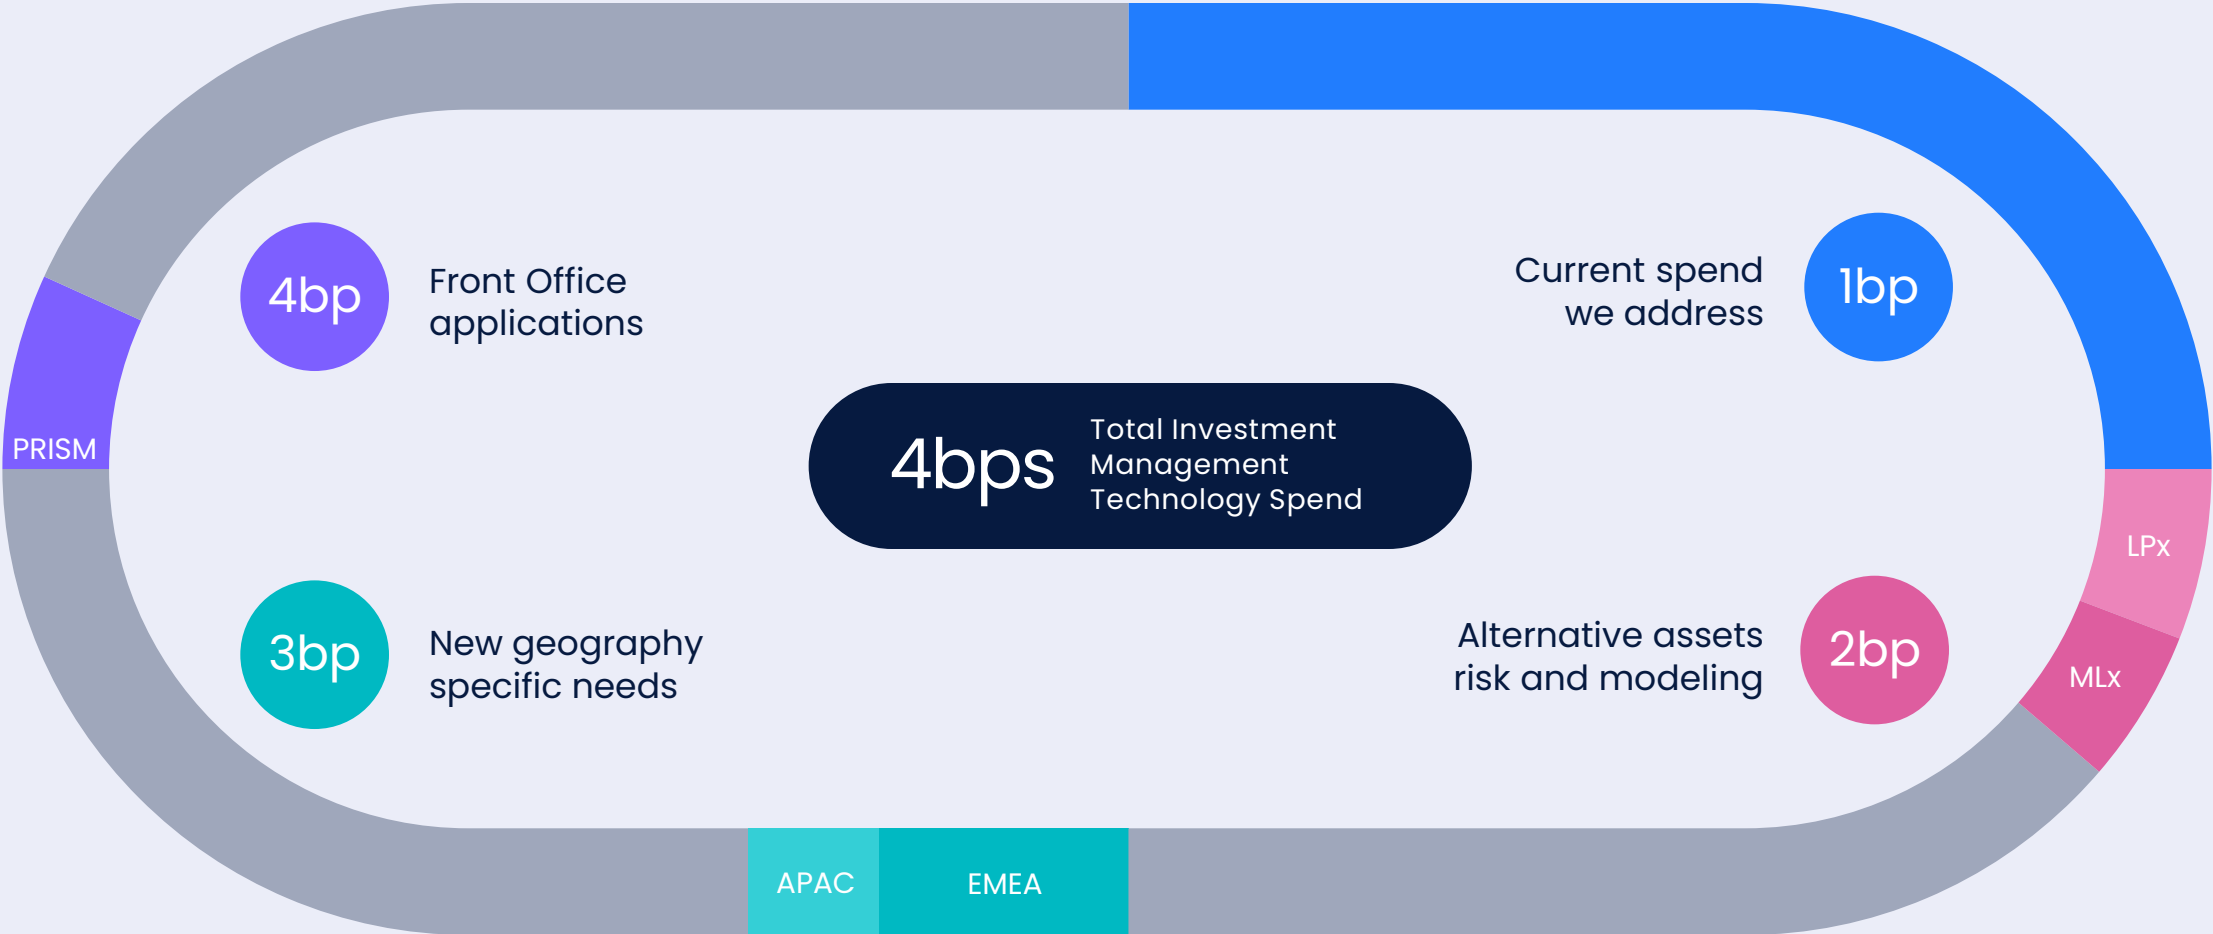 4bp
Front Office
applications
Current spend
we address
1bp
PRISM
4bps
Total Investment
Management
Technology Spend
LPx
3bp
New geography
specific needs
Alternative assets
risk and modeling
2bp
MLx
APAC
EMEA